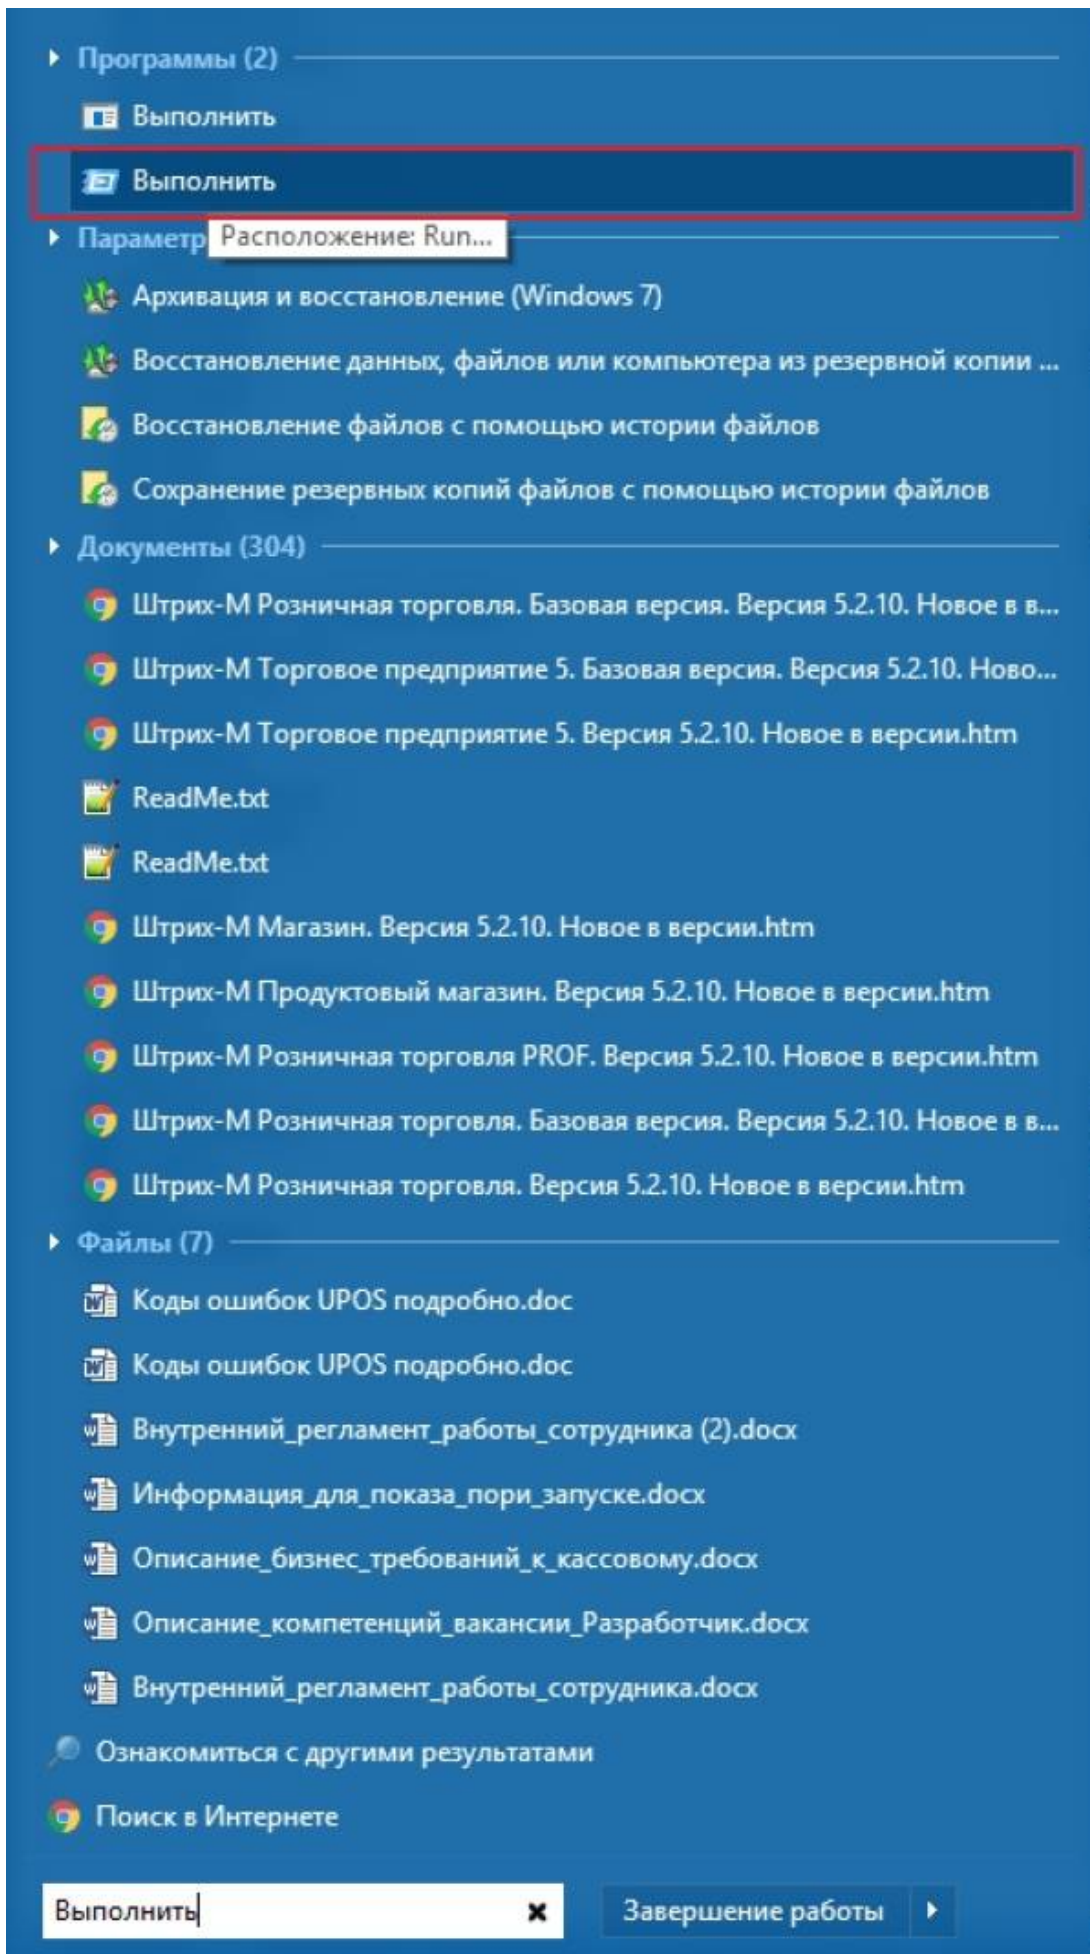 Программы (2)
Выполнить
Выполнить
Параметр
Расположение: Run...
Архивация и восстановление (Windows 7)
Восстановление данных, файлов или компьютера из резервной копии ...
Восстановление файлов с помощью истории файлов
Сохранение резервных копий файлов с помощью истории файлов
Документы (304)
Штрих-М Розничная торговля. Базовая версия. Версия 5.2.10. Новое в в...
Штрих-М Торговое предприятие 5. Базовая версия. Версия 5.2.10. Ново...
Штрих-М Торговое предприятие 5. Версия 5.2.10. Новое в версии.htm
ReadMe.txt
ReadMe.txt
Штрих-М Магазин. Версия 5.2.10. Новое в версии.htm
Штрих-М Продуктовый магазин. Версия 5.2.10. Новое в версии.htm
Штрих-М Розничная торговля PROF. Версия 5.2.10. Новое в версии.htm
Штрих-М Розничная торговля. Базовая версия. Версия 5.2.10. Новое в в...
Штрих-М Розничная торговля. Версия 5.2.10. Новое в версии.htm
Файлы (7)
Коды ошибок UPOS подробно.doc
Коды ошибок UPOS подробно.doc
Внутренний_регламент_работы_сотрудника (2).docx
Информация_для_показа_пори_запуске.docx
Описание_бизнес_требований_к_кассовому.docx
Описание_компетенций_вакансии_Разработчик.docx
Внутренний_регламент_работы_сотрудника.docx
Ознакомиться с другими результатами
Поиск в Интернете
Выполнить
Завершение работы